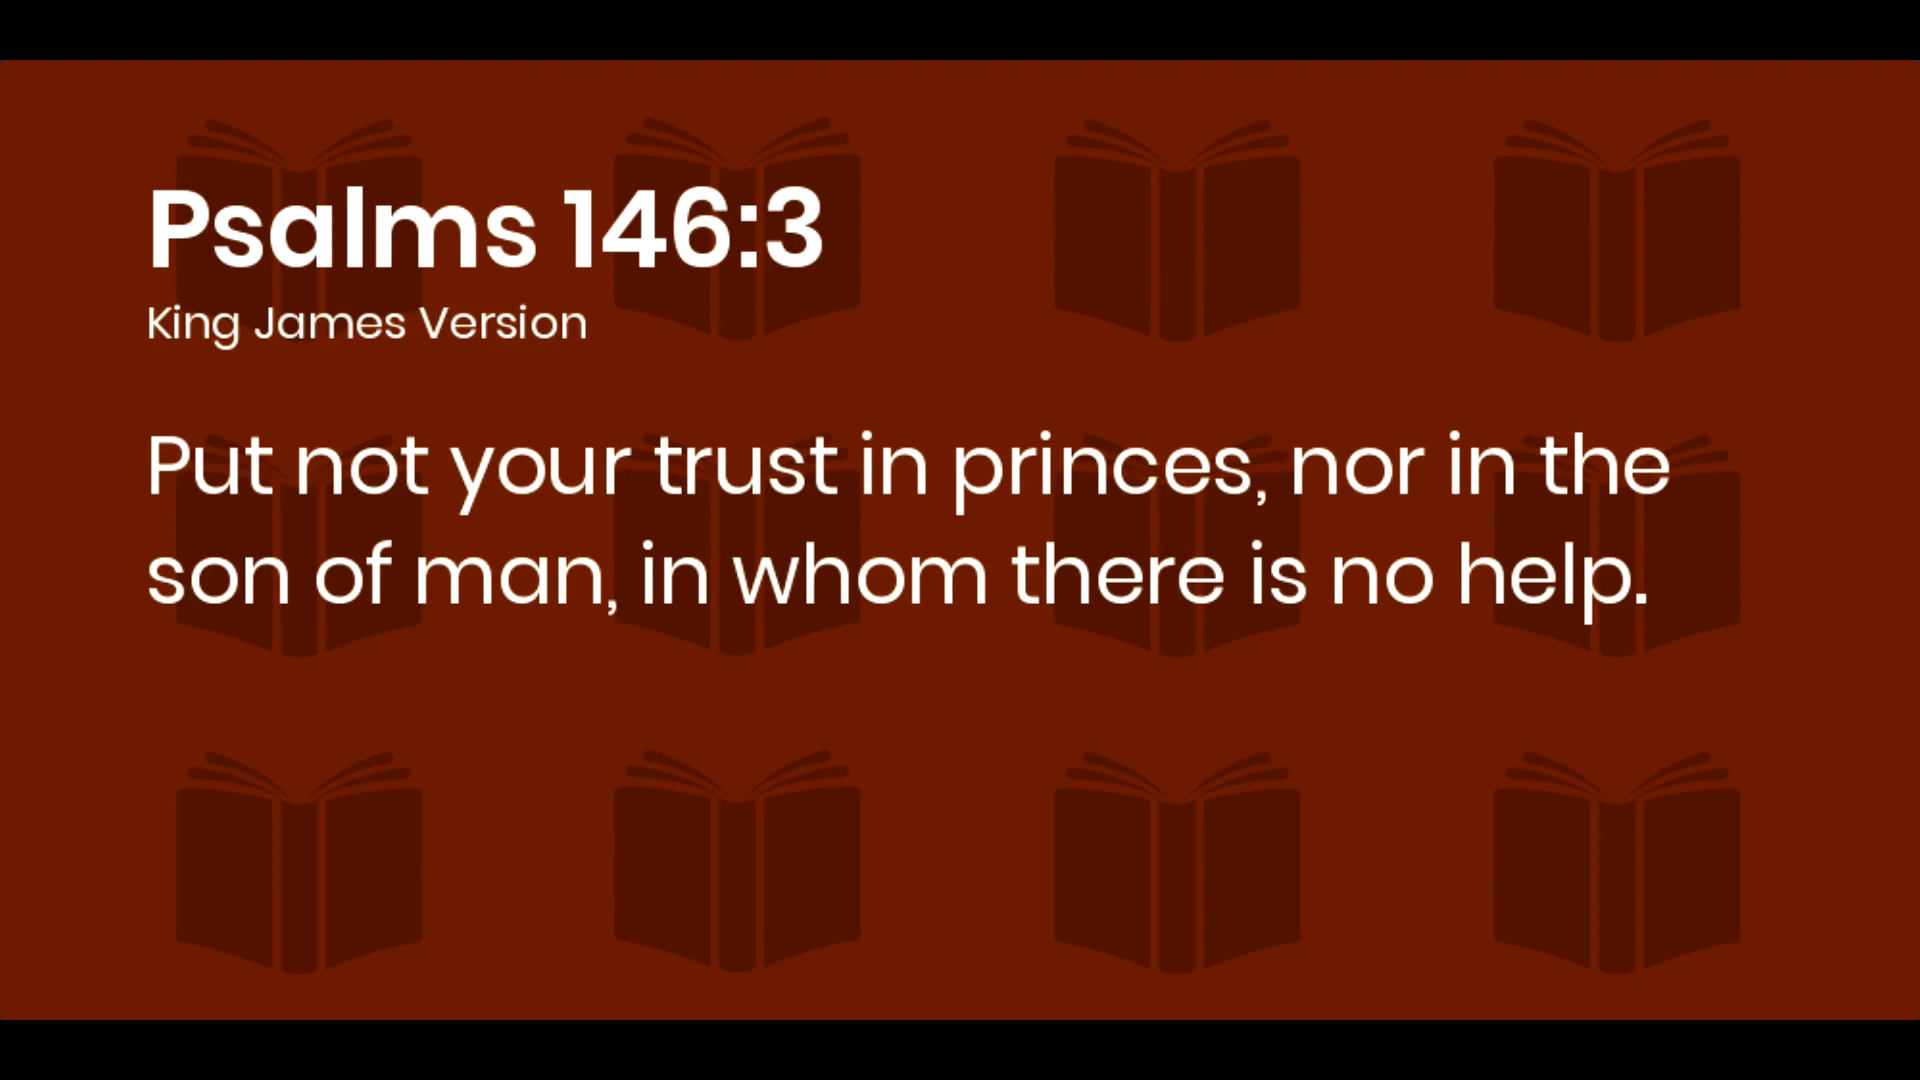 Psalms 146:3
King James Version
Put not your trust in princes, nor in the
son of man, in whom there is no help.